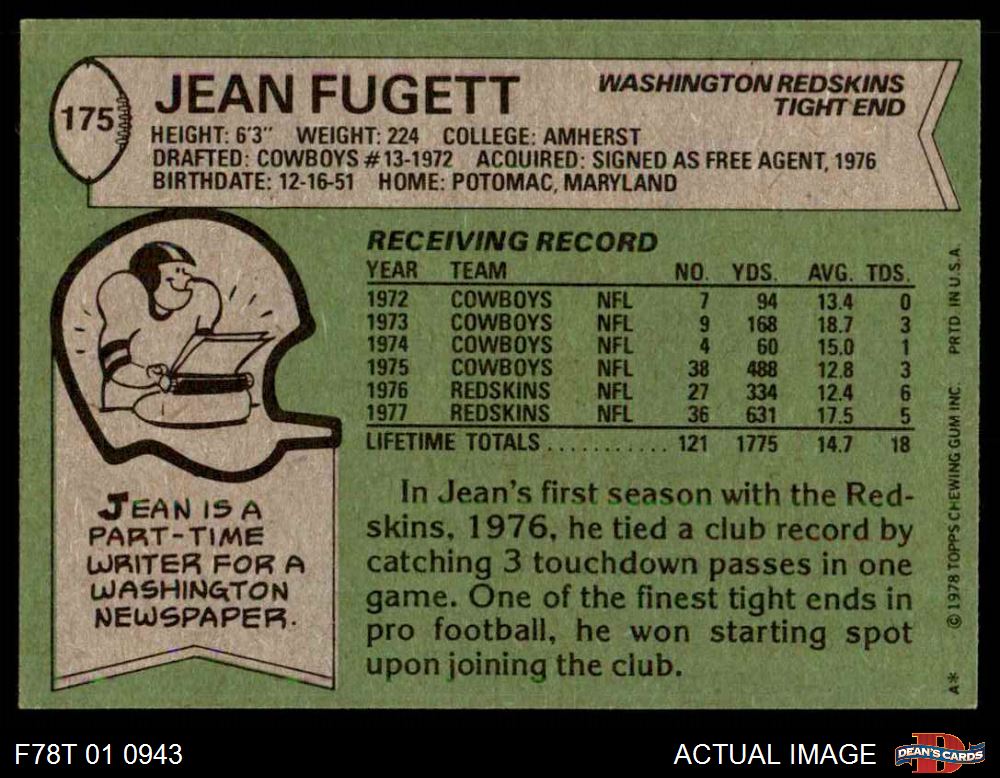 175
JEAN FUGETT
WASHINGTON REDSKINS
TIGHT END
HEIGHT: 6'3" WEIGHT: 224 COLLEGE: AMHERST
DRAFTED: COWBOYS #13-1972 ACQUIRED: SIGNED AS FREE AGENT, 1976
BIRTHDATE: 12-16-51 HOME: POTOMAC, MARYLAND
RECEIVING RECORD
YEAR TEAM NO. YDS. AVG. TDS.
1972 COWBOYS NFL 7 94 13.4 0
1973 COWBOYS NFL 9 168 18.7 3
1974 COWBOYS NFL 4 60 15.0 1
1975 COWBOYS NFL 38 488 12.8 3
1976 REDSKINS NFL 27 334 12.4 6
1977 REDSKINS NFL 36 631 17.5 5
LIFETIME TOTALS ........... 121 1775 14.7 18
JEAN IS A
PART-TIME
WRITER FOR A
WASHINGTON
NEWSPAPER.
In Jean's first season with the Red-
skins, 1976, he tied a club record by
catching 3 touchdown passes in one
game. One of the finest tight ends in
pro football, he won starting spot
upon joining the club.
A* © 1978 TOPPS CHEWING GUM INC. PRTD. IN U.S.A
F78T 01 0943
ACTUAL IMAGE
DEAN'S CARDS